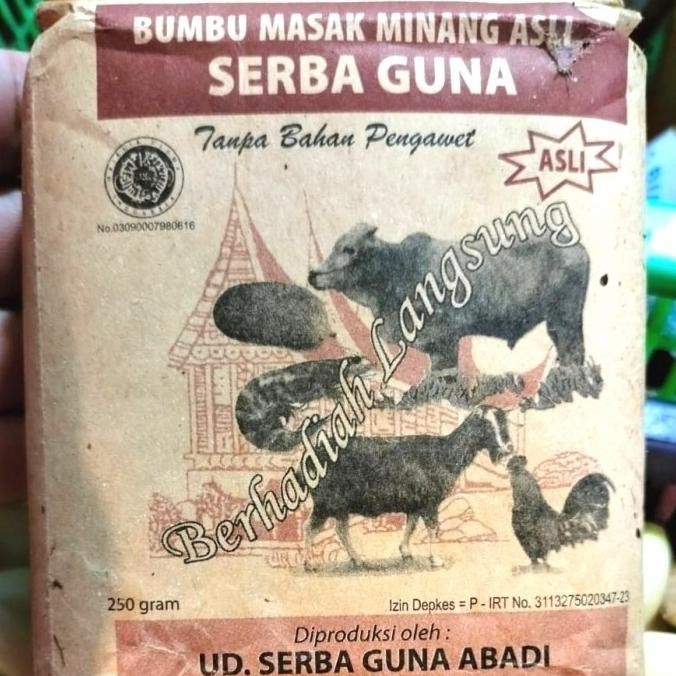 BUMBU MASAK MINANG ASLI
SERBA GUNA
Tanpa Bahan Pengawet
ASLI
No.03090007980616
Berhadiah Langsung
250 gram
Izin Depkes = P - IRT No. 3113275020347-23
Diproduksi oleh :
UD. SERBA GUNA ABADI